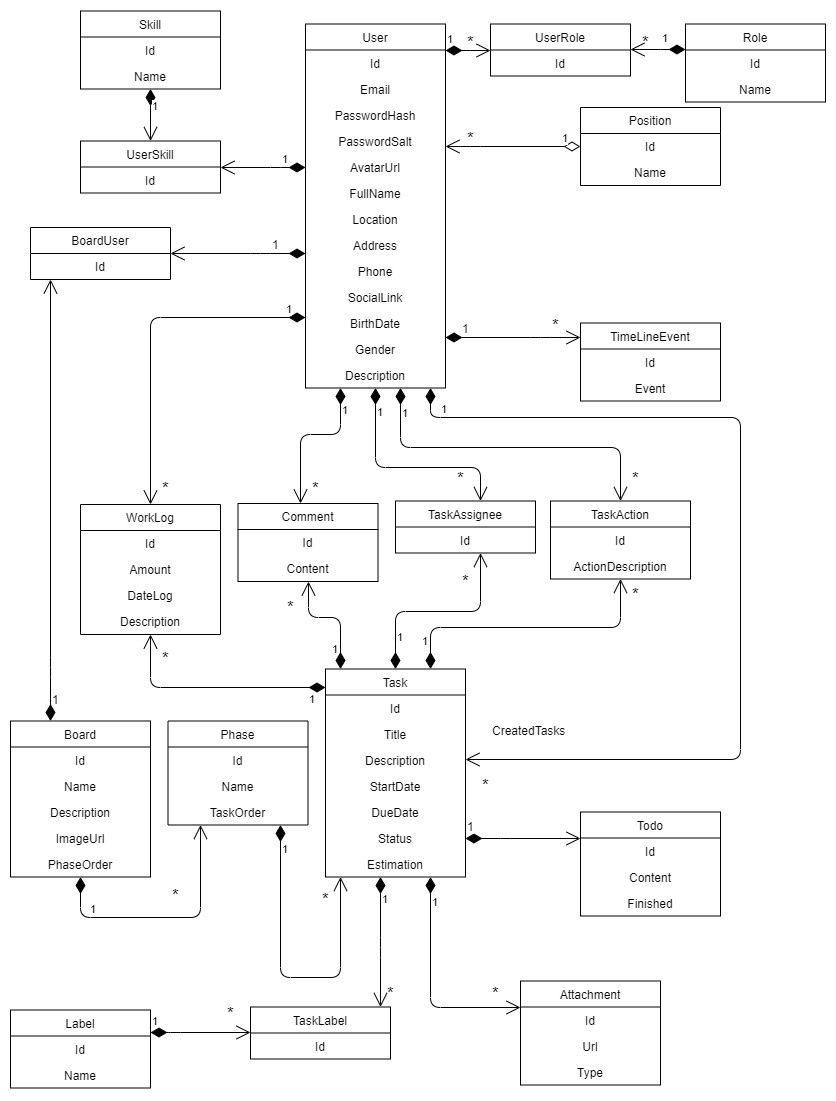 Skill
Id
Name
1
UserSkill
Id
1
User
Id
Email
PasswordHash
PasswordSalt
AvatarUrl
FullName
Location
Address
Phone
SocialLink
BirthDate
Gender
Description
1
*
UserRole
Id
*
1
Role
Id
Name
*
1
Position
Id
Name
BoardUser
Id
1
1
1
*
TimeLineEvent
Id
Event
1
1
1
1
*
WorkLog
Id
Amount
DateLog
Description
*
*
Comment
Id
Content
*
*
TaskAssignee
Id
*
*
TaskAction
Id
ActionDescription
*
1
1
1
1
Task
Id
Title
Description
StartDate
DueDate
Status
Estimation
CreatedTasks
*
1
Board
Id
Name
Description
ImageUrl
PhaseOrder
1
*
Phase
Id
Name
TaskOrder
1
*
1
Todo
Id
Content
Finished
1
*
1
*
Label
Id
Name
1
*
TaskLabel
Id
Attachment
Id
Url
Type